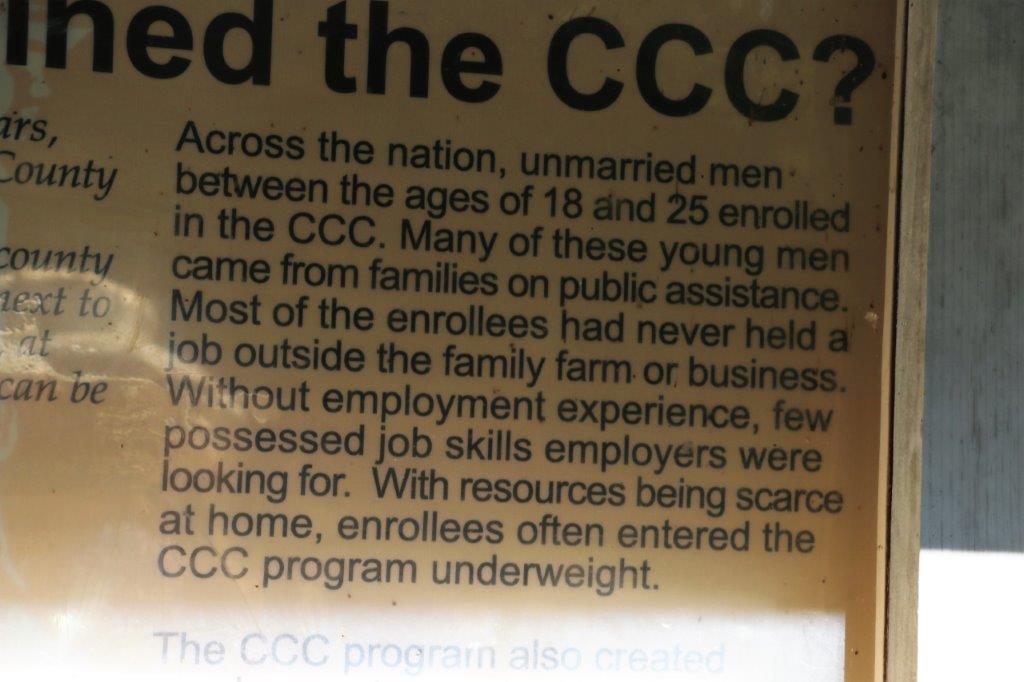 ined the CCC?
ars,
County
county
next to
, at
can be
Across the nation, unmarried men
between the ages of 18 and 25 enrolled
in the CCC. Many of these young men
came from families on public assistance.
Most of the enrollees had never held a
job outside the family farm or business.
Without employment experience, few
possessed job skills employers were
looking for.  With resources being scarce
at home, enrollees often entered the
CCC program underweight.
The CCC program also created